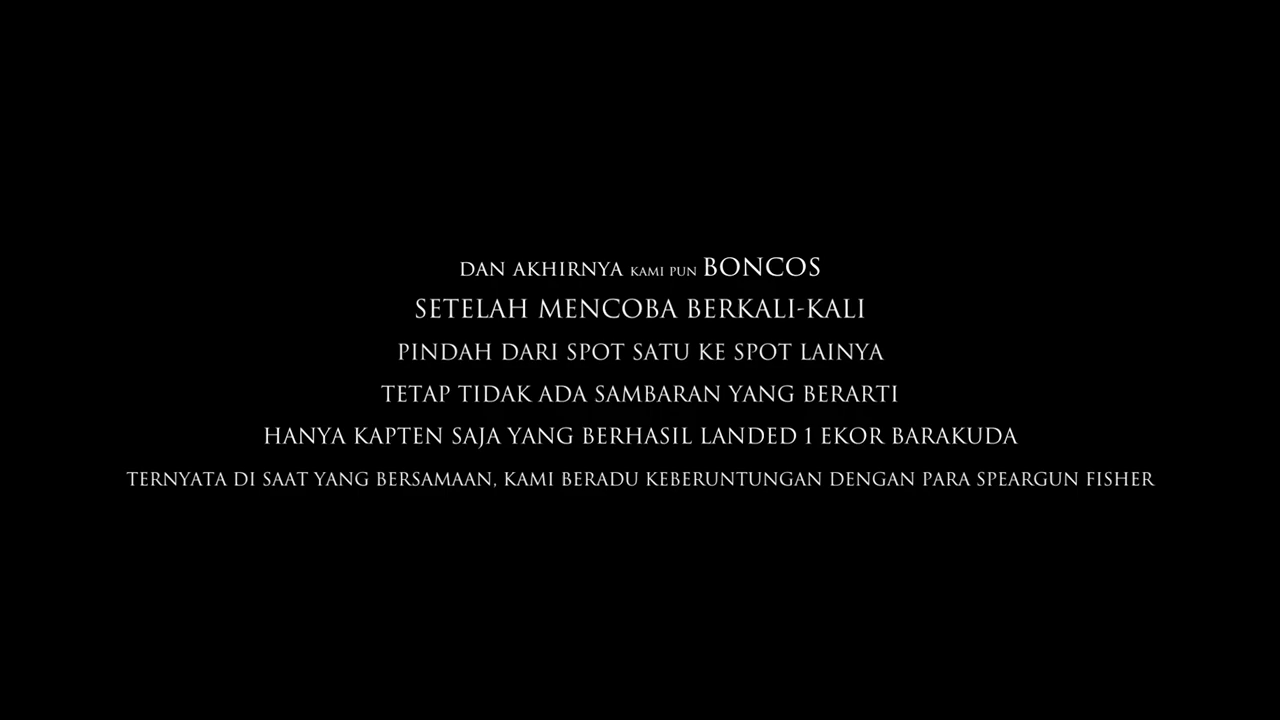 DAN AKHIRNYA KAMI PUN BONCOS
SETELAH MENCOBA BERKALI-KALI
PINDAH DARI SPOT SATU KE SPOT LAINYA
TETAP TIDAK ADA SAMBARAN YANG BERARTI
HANYA KAPTEN SAJA YANG BERHASIL LANDED 1 EKOR BARAKUDA
TERNYATA DI SAAT YANG BERSAMAAN, KAMI BERADU KEBERUNTUNGAN DENGAN PARA SPEARGUN FISHER